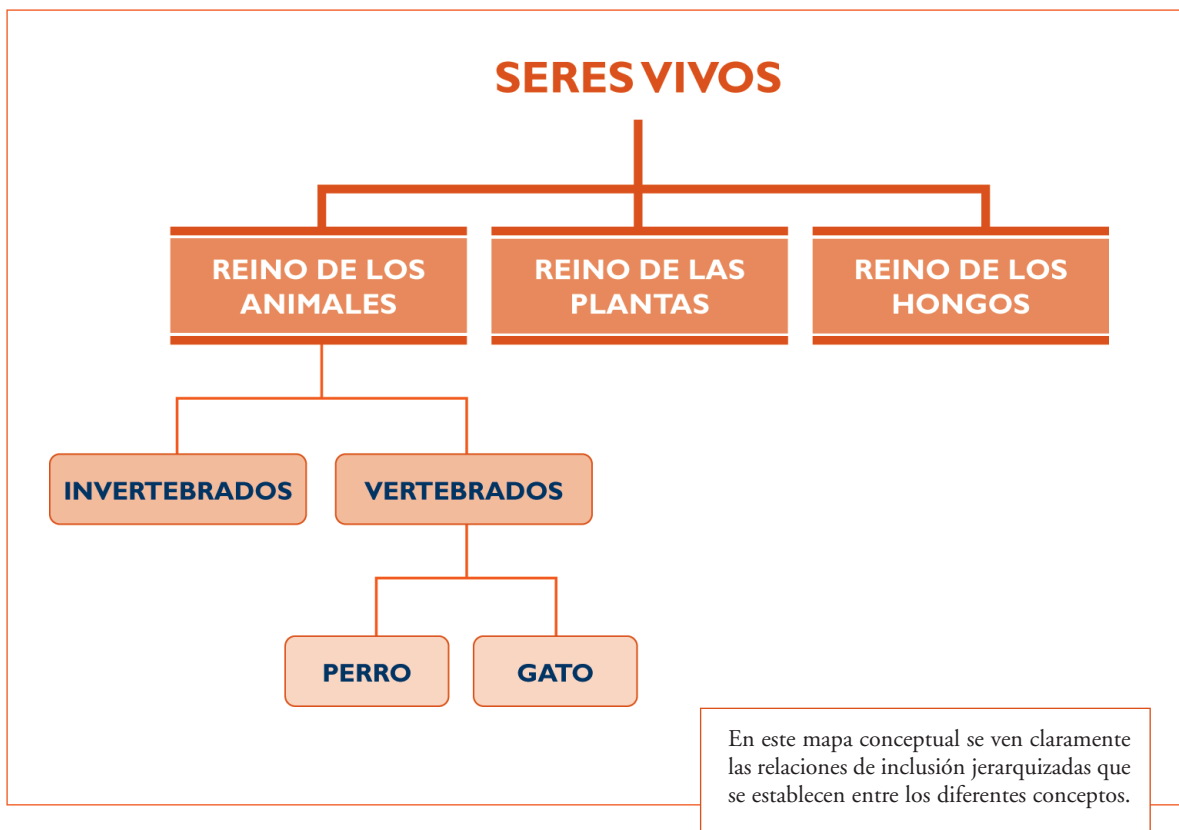 SERES VIVOS
REINO DE LOS
ANIMALES
REINO DE LAS
PLANTAS
REINO DE LOS
HONGOS
INVERTEBRADOS
VERTEBRADOS
PERRO
GATO
En este mapa conceptual se ven claramente
las relaciones de inclusión jerarquizadas que
se establecen entre los diferentes conceptos.